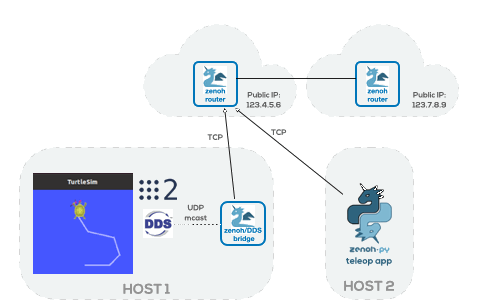 zenoh
router
Public IP:
123.4.5.6
zenoh
router
Public IP:
123.7.8.9
TCP
TCP
TurtleSim
2
DDS
UDP
mcast
zenoh/DDS
bridge
HOST 1
zenoh-py
teleop app
HOST 2